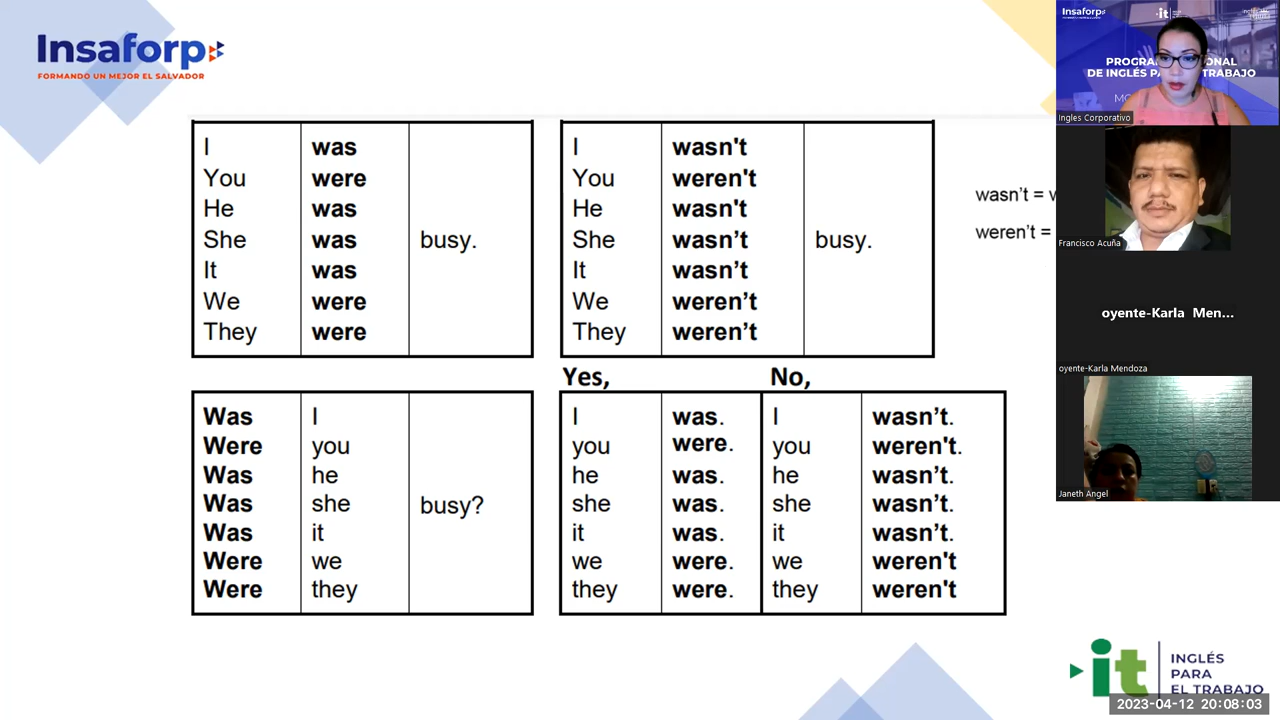 Insaforp
FORMANDO UN MEJOR EL SALVADOR
I was
You were
He was
She was busy.
It was
We were
They were
I wasn't
You weren't
He wasn't
She wasn’t busy.
It wasn’t
We weren’t
They weren’t
wasn’t =
weren’t =
Was I
Were you
Was he
Was she busy?
Was it
Were we
Were they
Yes, No,
I was. I wasn’t.
you were. you weren't.
he was. he wasn’t.
she was. she wasn’t.
it was. it wasn’t.
we were. we weren't
they were. they weren't
Insaforp
it
PROGRA ONAL
DE INGLÉS P TRABAJO
Ingles Corporativo
Francisco Acuña
oyente-Karla Men...
oyente-Karla Mendoza
Janeth Angel
it INGLÉS
PARA
EL TRABAJO
2023-04-12 20:08:03